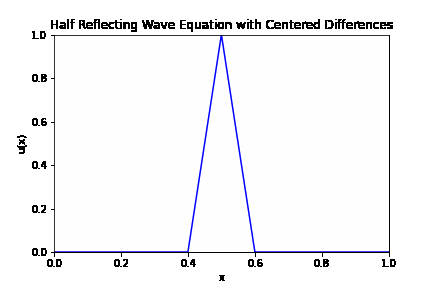 Half Reflecting Wave Equation with Centered Differences
1.0
0.8
0.6
0.4
0.2
0.0
u(x)
0.0 0.2 0.4 0.6 0.8 1.0
x